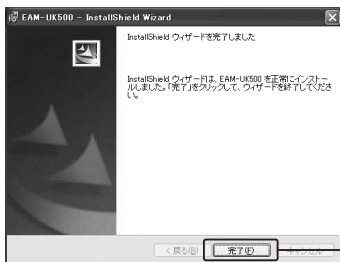 EAM-UK500 - InstallShield Wizard
InstallShield ウィザードを完了しました
InstallShield ウィザードは、EAM-UK500 を正常にインストー
ルしました。「完了」をクリックして、ウィザードを終了してくださ
い。
< 戻る(B)
完了(F)
キャンセル